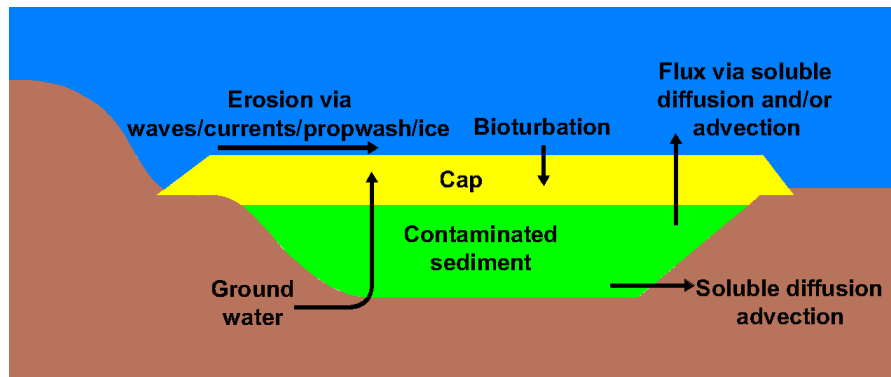 Erosion via
waves/currents/propwash/ice
Bioturbation
Flux via soluble
diffusion and/or
advection
Cap
Contaminated
sediment
Ground
water
Soluble diffusion
advection